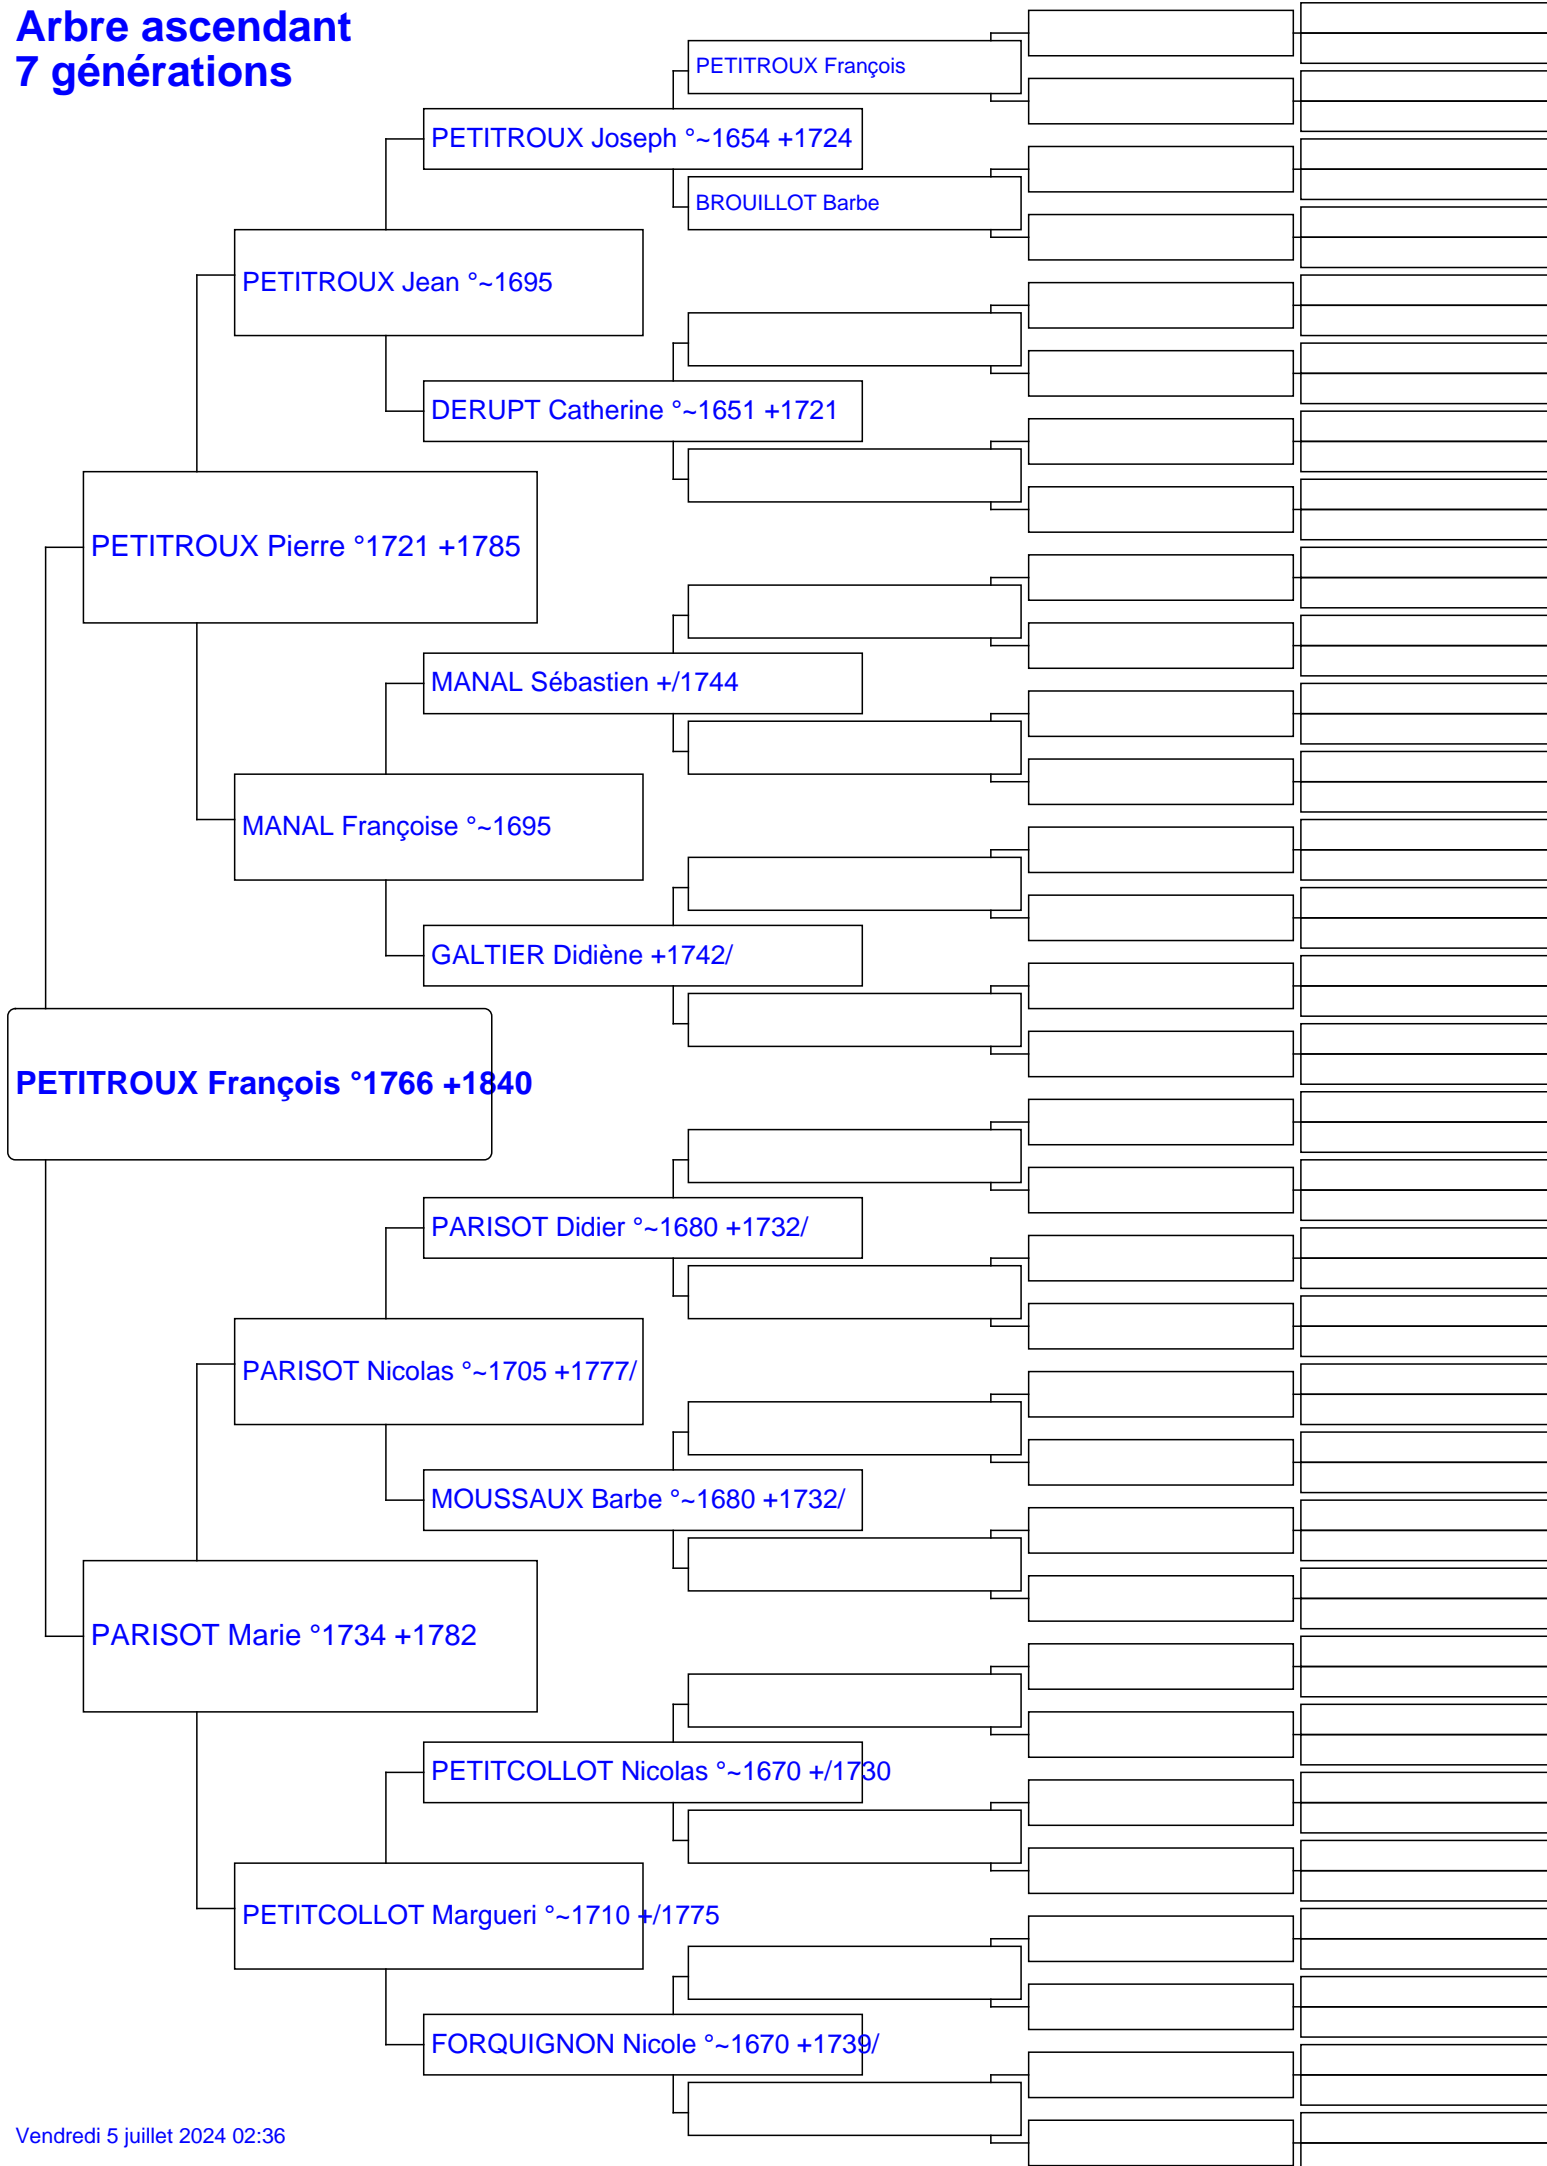 Arbre ascendant
7 générations
PETITROUX François
PETITROUX Joseph °~1654 +1724
BROUILLOT Barbe
PETITROUX Jean °~1695
DERUPT Catherine °~1651 +1721
PETITROUX Pierre °1721 +1785
MANAL Sébastien +/1744
MANAL Françoise °~1695
GALTIER Didiène +1742/
PETITROUX François °1766 +1840
PARISOT Didier °~1680 +1732/
PARISOT Nicolas °~1705 +1777/
MOUSSAUX Barbe °~1680 +1732/
PARISOT Marie °1734 +1782
PETITCOLLOT Nicolas °~1670 +/1730
PETITCOLLOT Margueri °~1710 +/1775
FORQUIGNON Nicole °~1670 +1739/
Vendredi 5 juillet 2024 02:36